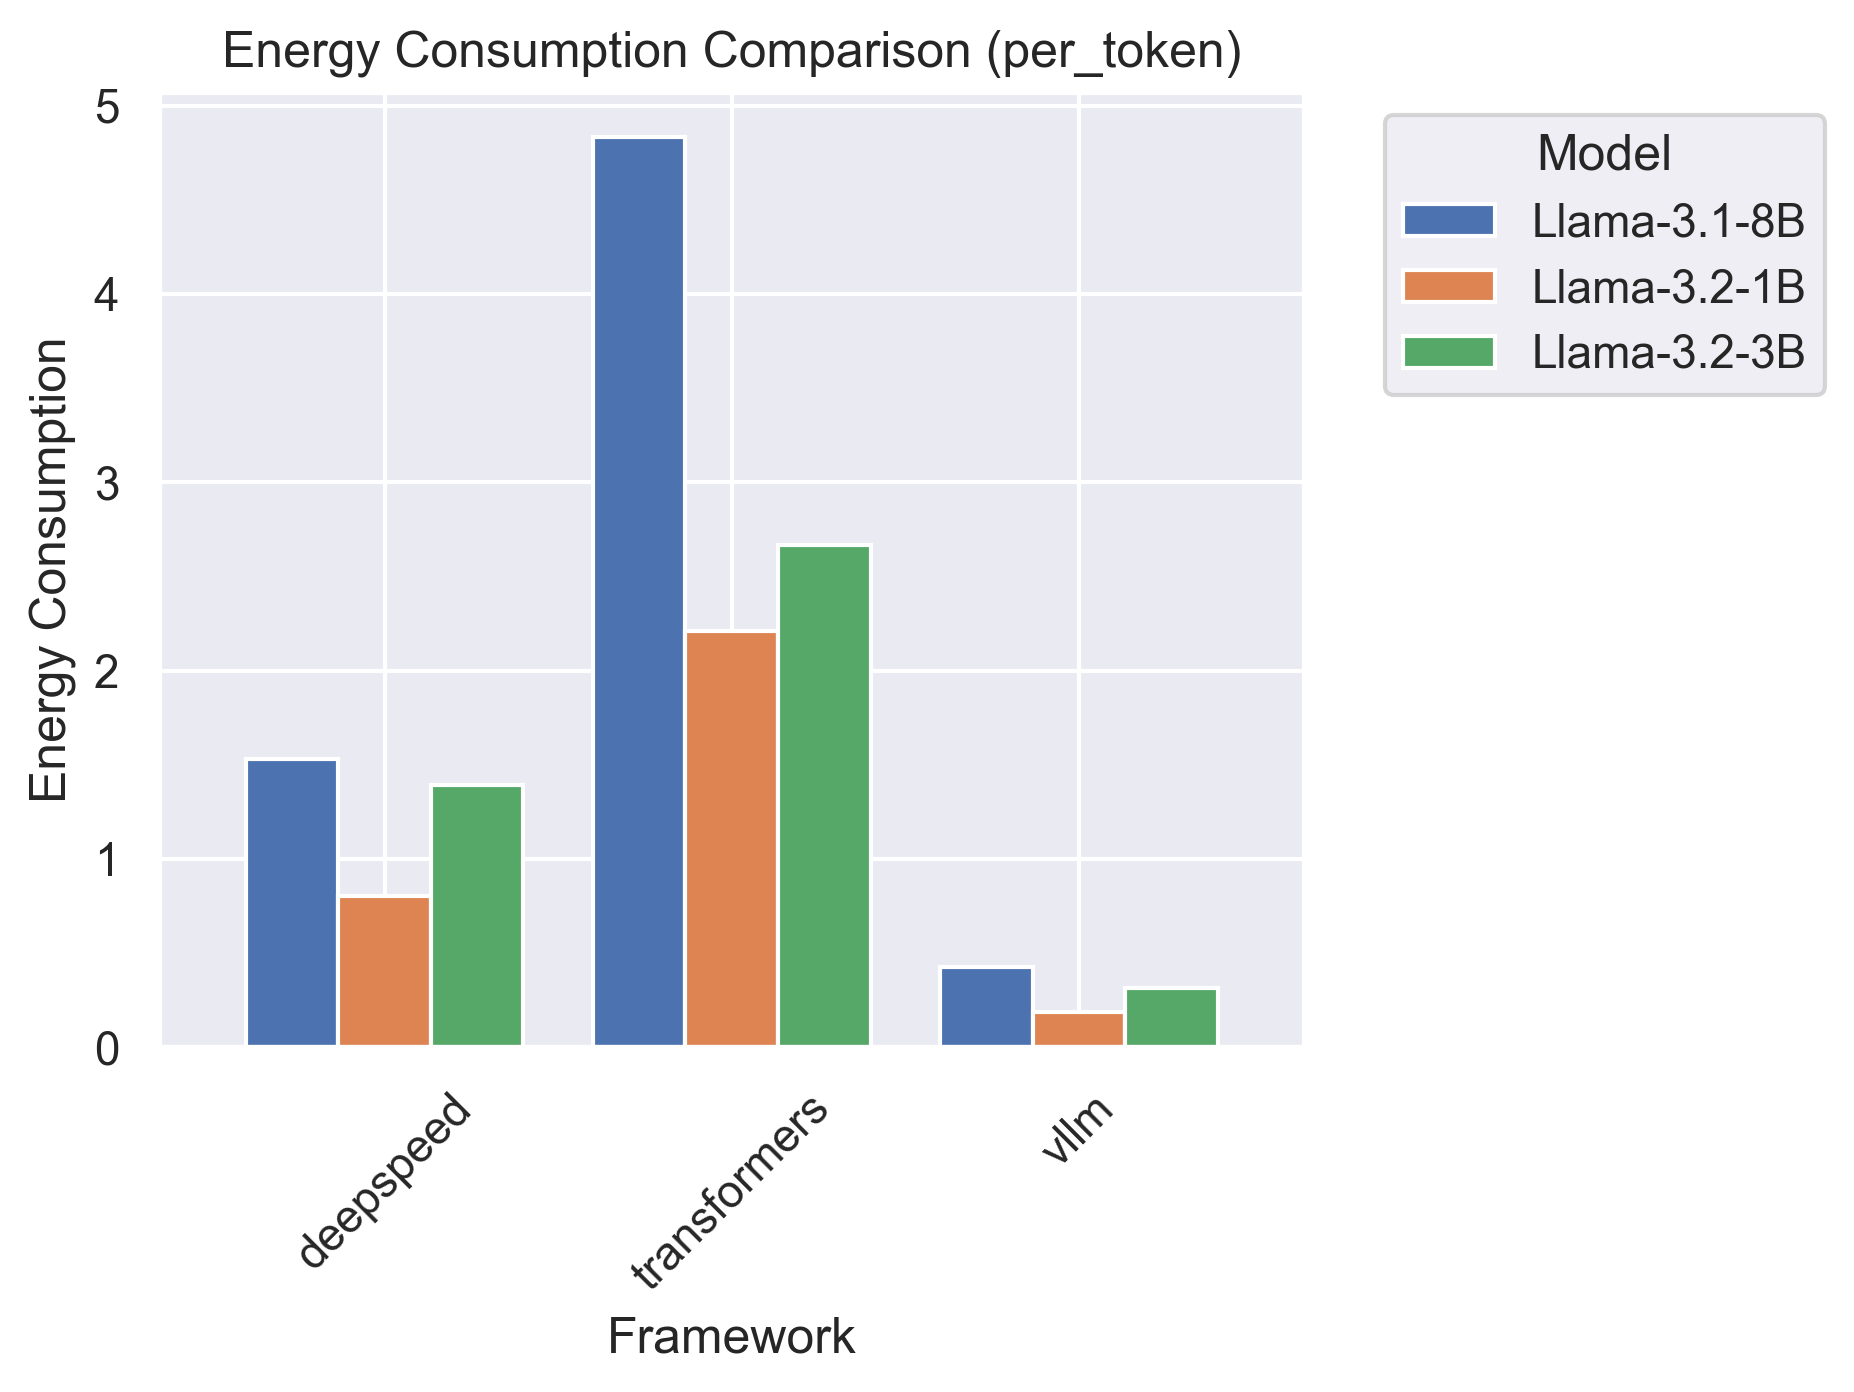 Energy Consumption Comparison (per_token)
5
4
3
2
1
0
Energy Consumption
deepspeed
transformers
vllm
Framework
Model
Llama-3.1-8B
Llama-3.2-1B
Llama-3.2-3B